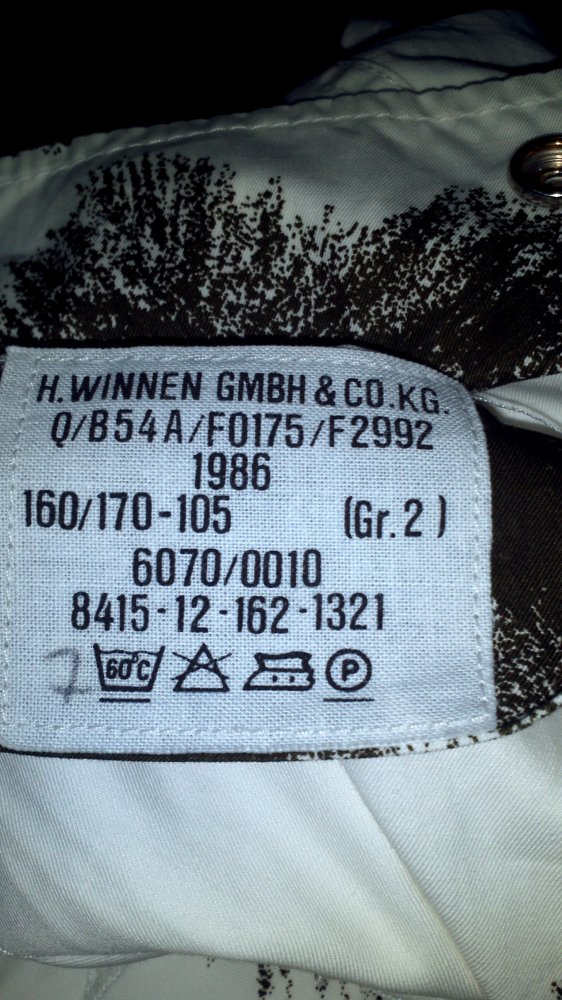 H.WINNEN GMBH & CO.KG.
Q/B54A/F0175/F2992
1986
160/170-105 (Gr.2)
6070/0010
8415-12-162-1321
7 60°C P